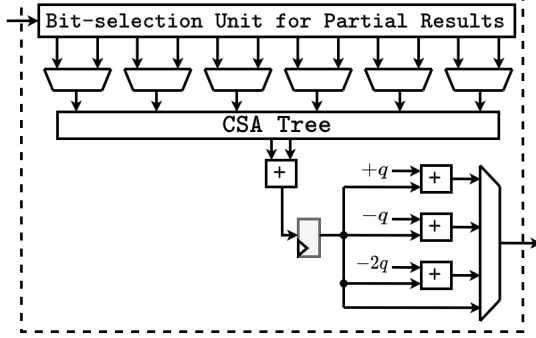 Bit-selection Unit for Partial Results
CSA Tree
+
+q
+
−q
+
−2q
+